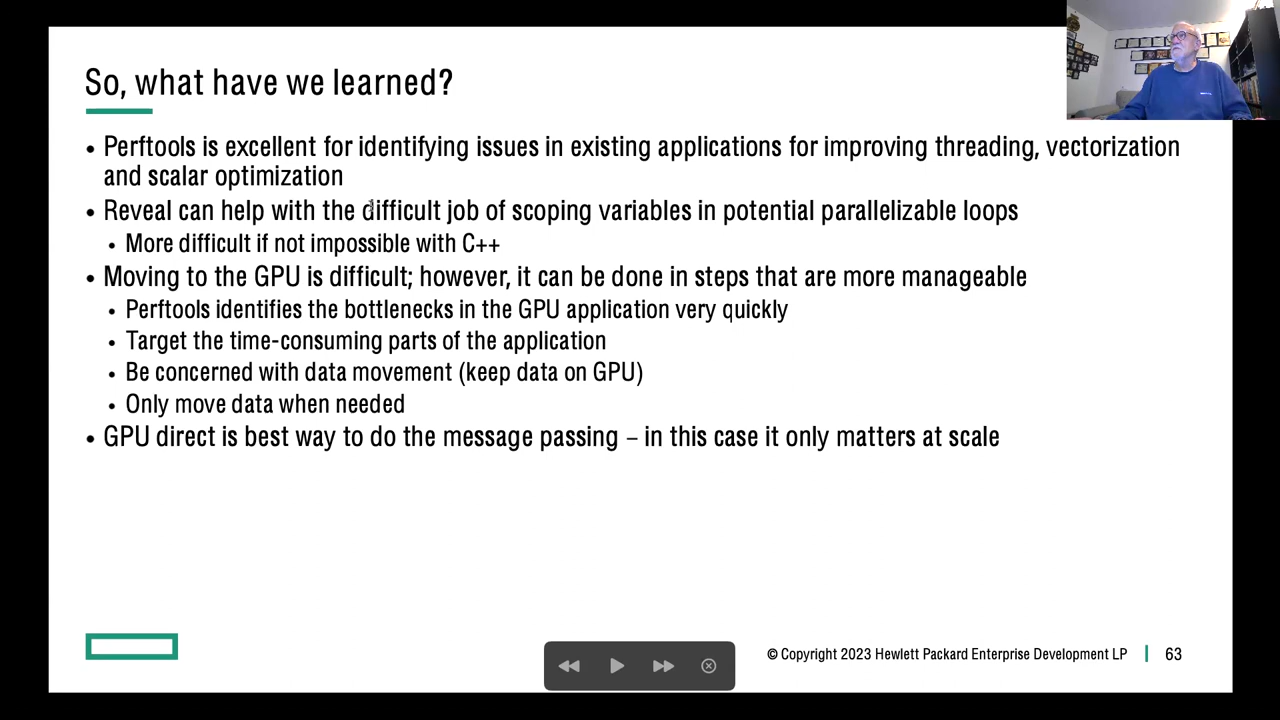 So, what have we learned?
• Perftools is excellent for identifying issues in existing applications for improving threading, vectorization
and scalar optimization
• Reveal can help with the difficult job of scoping variables in potential parallelizable loops
• More difficult if not impossible with C++
• Moving to the GPU is difficult; however, it can be done in steps that are more manageable
• Perftools identifies the bottlenecks in the GPU application very quickly
• Target the time-consuming parts of the application
• Be concerned with data movement (keep data on GPU)
• Only move data when needed
• GPU direct is best way to do the message passing – in this case it only matters at scale
© Copyright 2023 Hewlett Packard Enterprise Development LP | 63